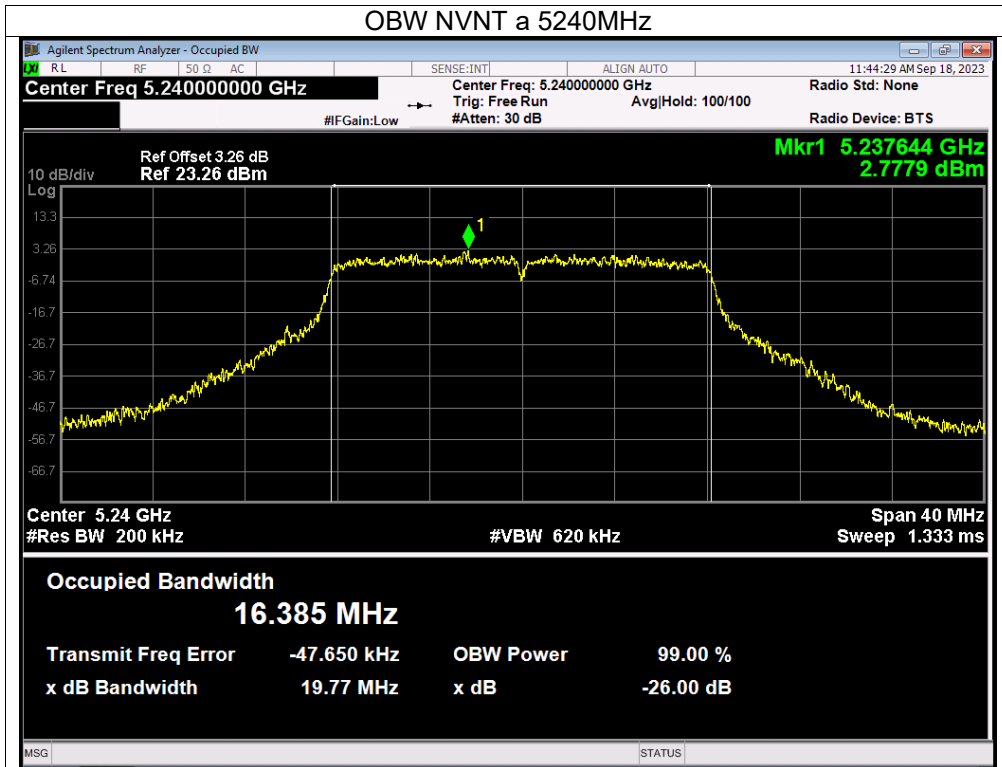 OBW NVNT a 5240MHz
Agilent Spectrum Analyzer - Occupied BW
LXI RL RF 50 Ω AC SENSE:INT ALIGN AUTO 11:44:29 AM Sep 18, 2023
Center Freq 5.240000000 GHz
Center Freq: 5.240000000 GHz
Radio Std: None
Trig: Free Run Avg|Hold: 100/100
#IFGain:Low #Atten: 30 dB Radio Device: BTS
Mkr1 5.237644 GHz
2.7779 dBm
Ref Offset 3.26 dB
10 dB/div Ref 23.26 dBm
Log
13.3
3.26
-6.74
-16.7
-26.7
-36.7
-46.7
-56.7
-66.7
1
Center 5.24 GHz Span 40 MHz
#Res BW 200 kHz #VBW 620 kHz Sweep 1.333 ms
Occupied Bandwidth
16.385 MHz
Transmit Freq Error -47.650 kHz OBW Power 99.00 %
x dB Bandwidth 19.77 MHz x dB -26.00 dB
MSG STATUS